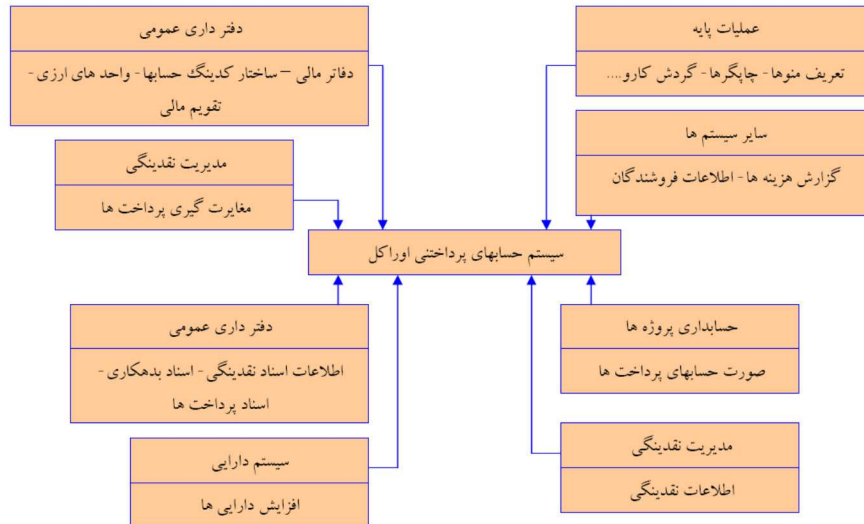 عملیات پایه
تعریف منوها - چاپگرها - گردش کارو....
دفتر داری عمومی
دفاتر مالی – ساختار کدینگ حسابها - واحد های ارزی -
تقویم مالی
سایر سیستم ها
گزارش هزینه ها - اطلاعات فروشندگان
مدیریت نقدینگی
مغایرت گیری پرداخت ها
سیستم حسابهای پرداختنی اوراکل
حسابداری پروژه ها
صورت حسابهای پرداخت ها
دفتر داری عمومی
اطلاعات اسناد نقدینگی - اسناد بدهکاری -
اسناد پرداخت ها
مدیریت نقدینگی
اطلاعات نقدینگی
سیستم دارایی
افزایش دارایی ها